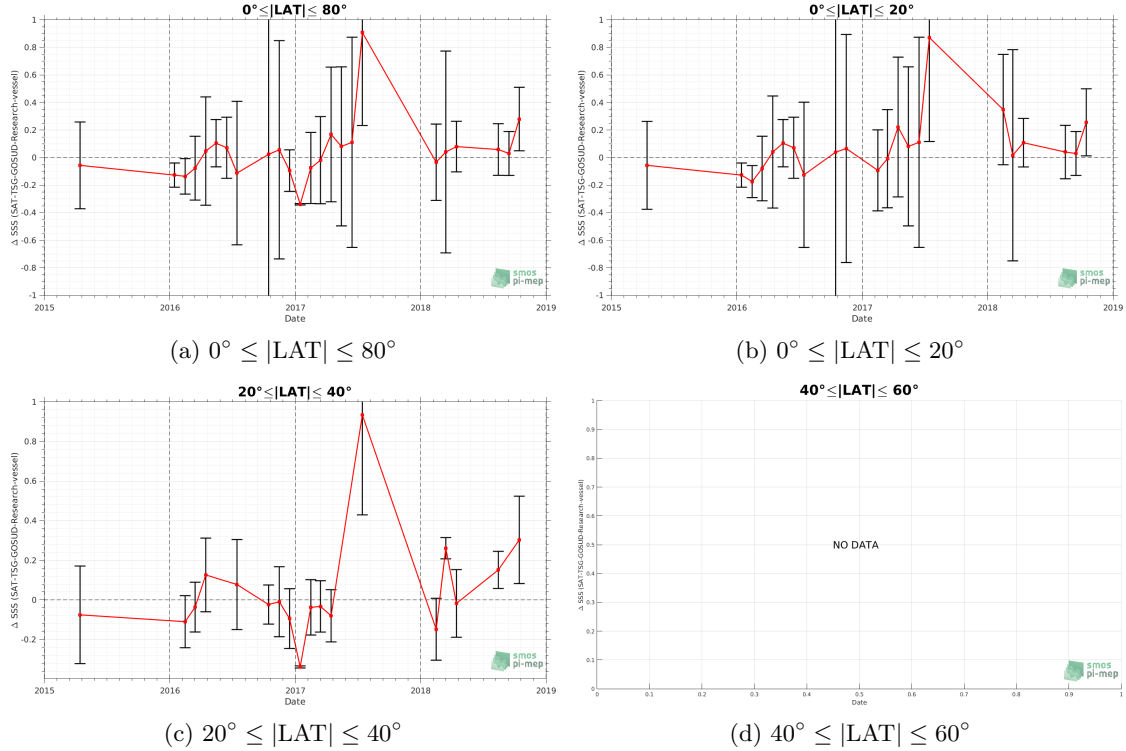 0°≤|LAT|≤ 80°
Δ SSS (SAT-TSG-GOSUD-Research-vessel)
1
0.8
0.6
0.4
0.2
0
-0.2
-0.4
-0.6
-0.8
-1
2015 2016 2017 2018 2019
Date
smos
pi-mep
(a) 0° ≤ |LAT| ≤ 80°
0°≤|LAT|≤ 20°
Δ SSS (SAT-TSG-GOSUD-Research-vessel)
1
0.8
0.6
0.4
0.2
0
-0.2
-0.4
-0.6
-0.8
-1
2015 2016 2017 2018 2019
Date
smos
pi-mep
(b) 0° ≤ |LAT| ≤ 20°
20°≤|LAT|≤ 40°
Δ SSS (SAT-TSG-GOSUD-Research-vessel)
1
0.8
0.6
0.4
0.2
0
-0.2
2015 2016 2017 2018 2019
Date
smos
pi-mep
(c) 20° ≤ |LAT| ≤ 40°
40°≤|LAT|≤ 60°
Δ SSS (SAT-TSG-GOSUD-Research-vessel)
1
0.9
0.8
0.7
0.6
0.5
0.4
0.3
0.2
0.1
0
NO DATA
0 0.1 0.2 0.3 0.4 0.5 0.6 0.7 0.8 0.9 1
Date
smos
pi-mep
(d) 40° ≤ |LAT| ≤ 60°